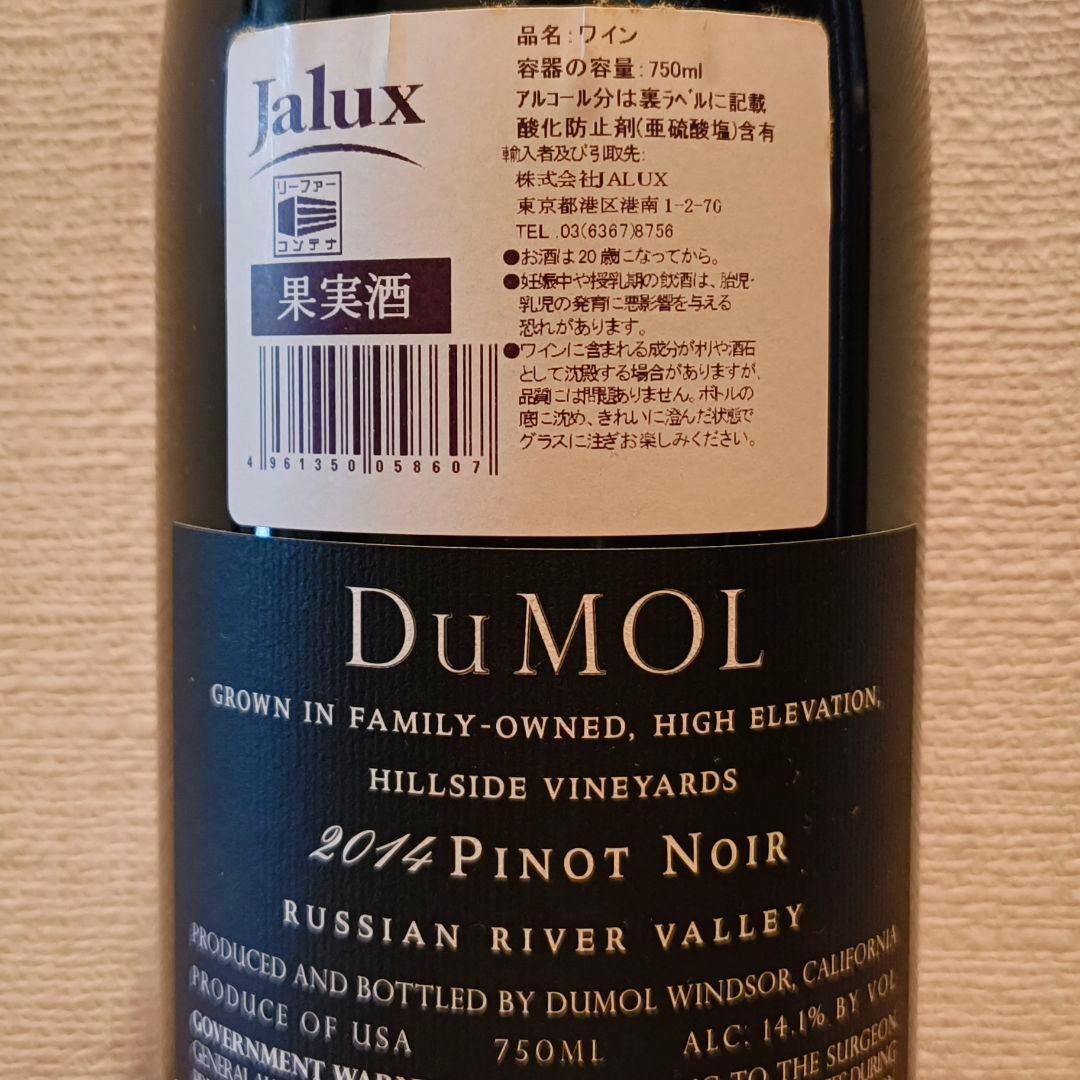 Jalux
リーファー
コンテナ
果実酒
4 961350 058607
品名:ワイン
容器の容量:750ml
アルコール分は裏ラベルに記載
酸化防止剤(亜硫酸塩)含有
輸入者及び引取先:
株式会社JALUX
東京都港区港南1-2-70
TEL.03(6367)8756
●お酒は20歳になってから。
●妊娠中や授乳期の飲酒は、胎児・
乳児の発育に悪影響を与える
恐れがあります。
●ワインに含まれる成分がオリや酒石
として沈殿する場合がありますが、
品質には問題ありません。ボトルの
底に沈め、きれいに澄んだ状態で
グラスに注ぎお楽しみください。
DuMOL
GROWN IN FAMILY-OWNED, HIGH ELEVATION,
HILLSIDE VINEYARDS
2014 PINOT NOIR
RUSSIAN RIVER VALLEY
PRODUCED AND BOTTLED BY DUMOL WINDSOR, CALIFORNIA
PRODUCE OF USA 750ML ALC. 14.1% BY VOL
GOVERNMENT TO THE SURGEON
GENERAL DURING